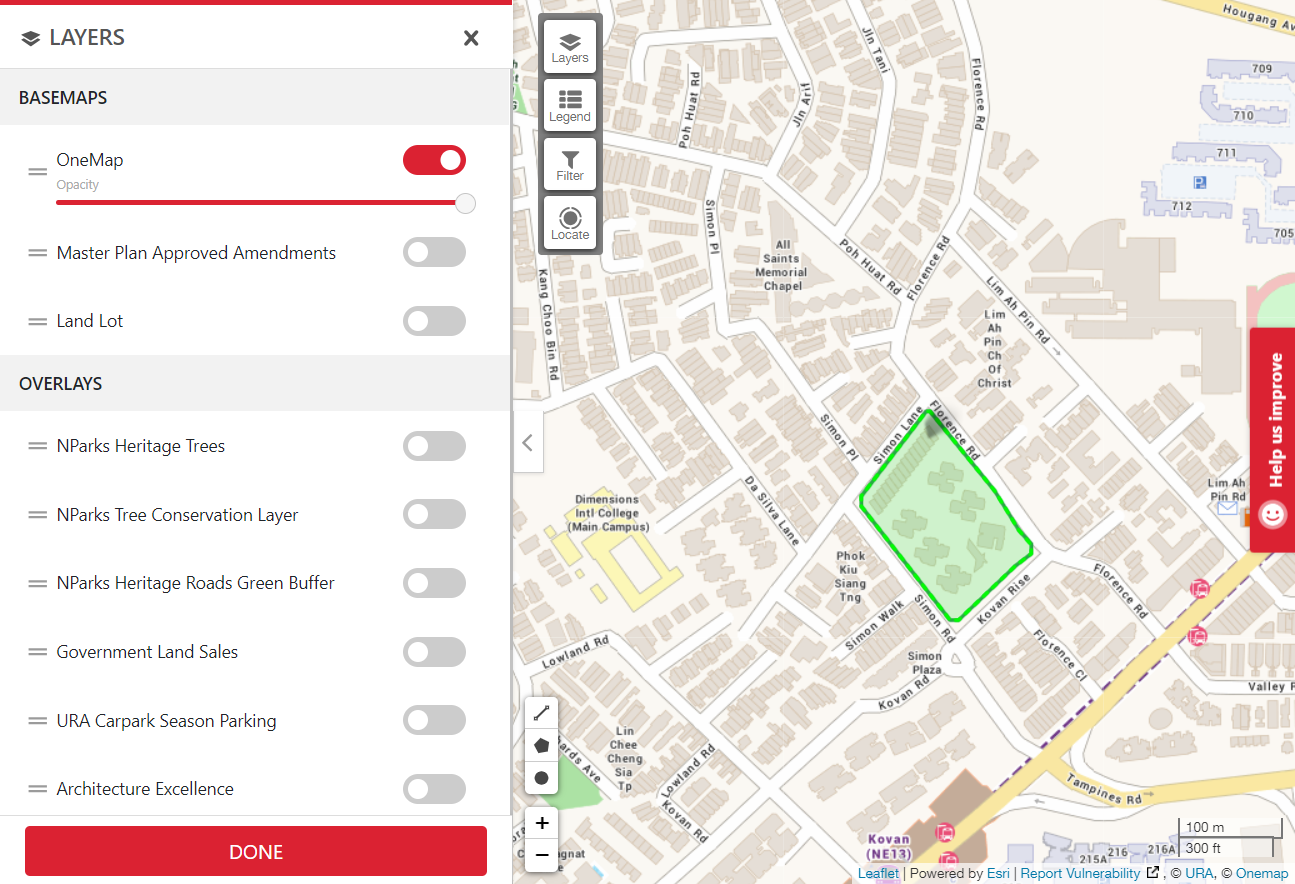 LAYERS
BASEMAPS
OneMap
Opacity
Master Plan Approved Amendments
Land Lot
OVERLAYS
NParks Heritage Trees
NParks Tree Conservation Layer
NParks Heritage Roads Green Buffer
Government Land Sales
URA Carpark Season Parking
Architecture Excellence
DONE
Layers
Legend
Filter
Locate
Hougang Av
709
710
711
P
712
705
Jln Tani
Florence Rd
Jln Arif
Poh Huat Rd
Simon Pl
All
Saints
Memorial
Chapel
Poh Huat Rd
Florence Rd
Kang Choo Bin Rd
Lim Ah Pin Rd
Lim
Ah
Pin
Ch
Of
Christ
Help us improve
Simon Lane
Florence Rd
Simon Pl
Da Silva Lane
Dimensions
Intl College
(Main Campus)
Lim Ah
Pin Rd
Phok
Kiu
Siang
Tng
Simon Walk
Simon Rd
Kovan Rise
Florence Rd
Florence Cl
Lowland Rd
Simon
Plaza
Kovan Rd
Valley R
Lin
Chee
Cheng
Sia
Tp
ards Ave
Lowland Rd
Kovan Rd
Tampines Rd
Kovan
(NE13)
215A
216
216A
100 m
300 ft
+
−
gnat
Leaflet | Powered by Esri | Report Vulnerability , © URA, © Onemap